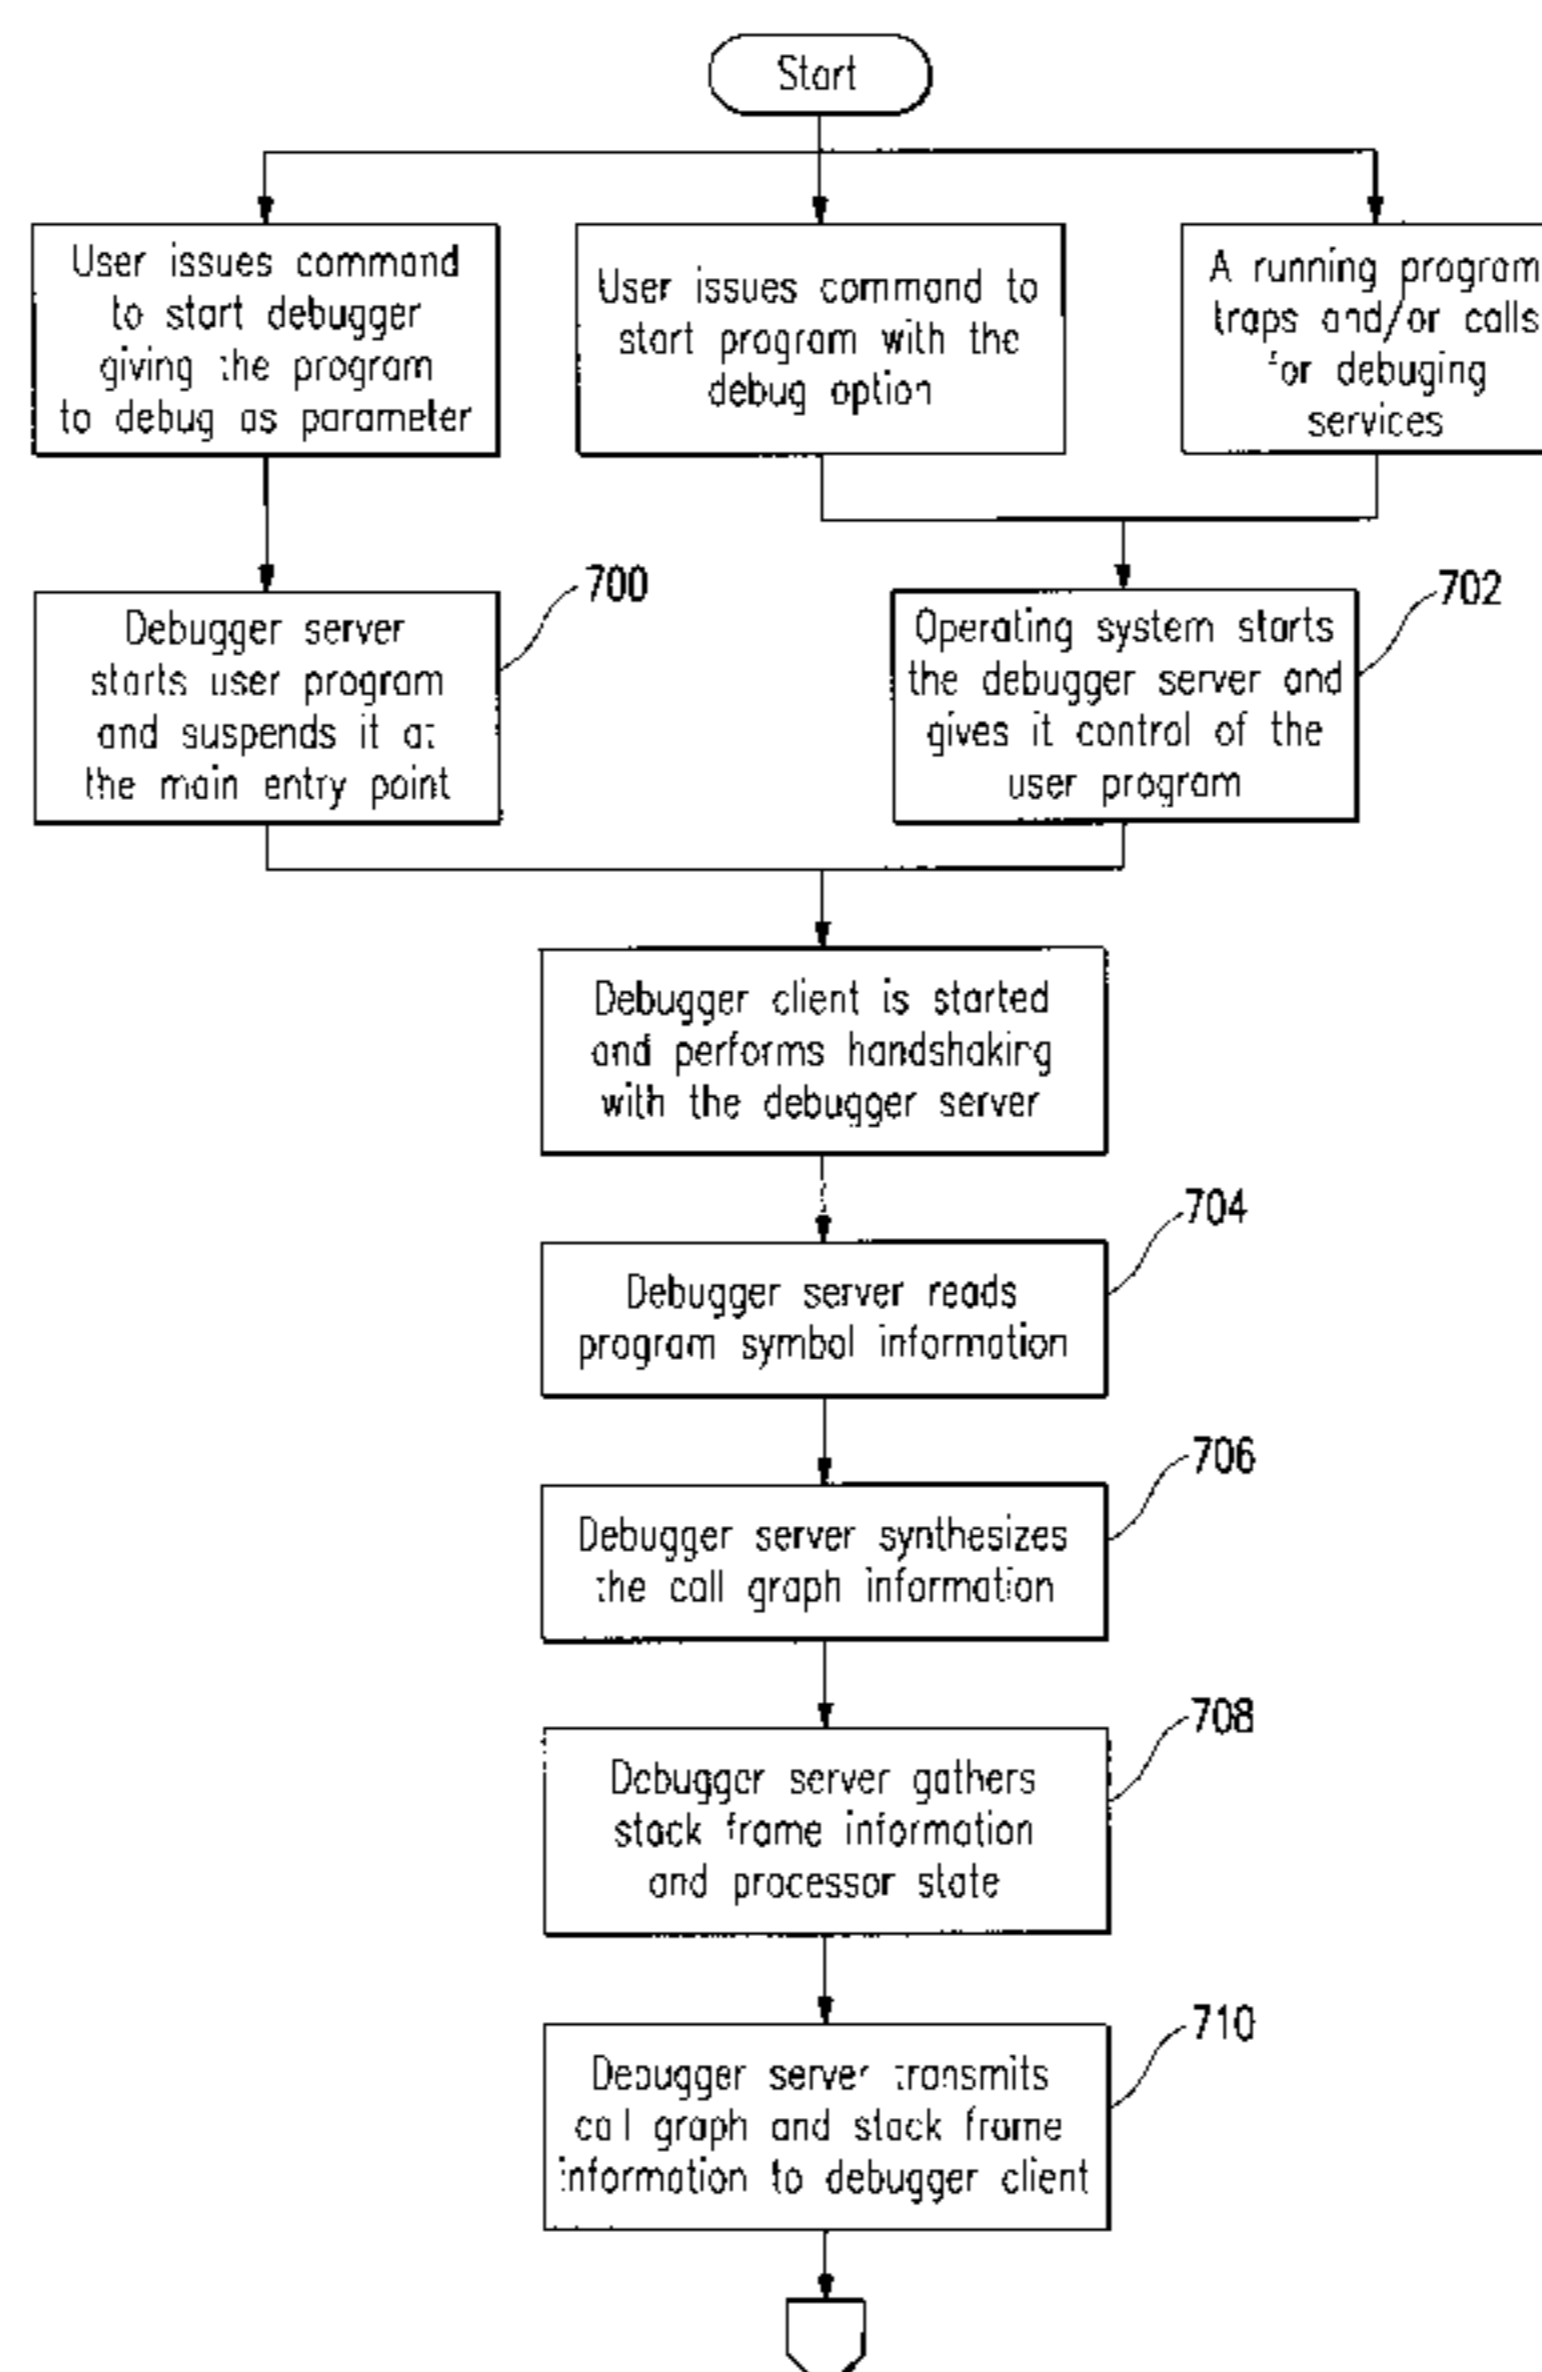 Start
User issues command
to start debugger
giving the program
to debug as parameter
User issues command to
start program with the
debug option
A running program
traps and/or calls
for debuging
services
700
Debugger server
starts user program
and suspends it at
the main entry point
702
Operating system starts
the debugger server and
gives it control of the
user program
Debugger client is started
and performs handshaking
with the debugger server
704
Debugger server reads
program symbol information
706
Debugger server synthesizes
the call graph information
708
Debugger server gathers
stack frame information
and processor state
710
Debugger server transmits
call graph and stack frame
information to debugger client